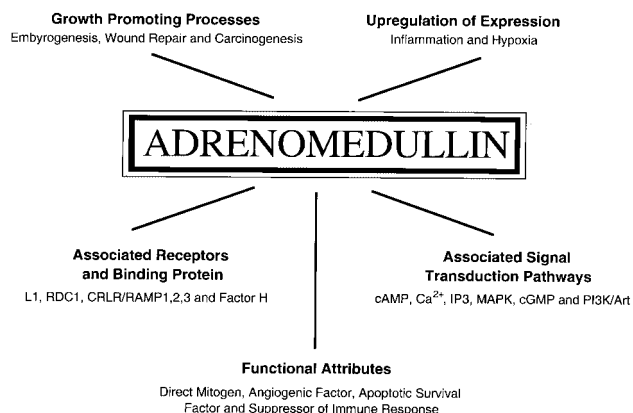 Growth Promoting Processes
Embyrogenesis, Wound Repair and Carcinogenesis
Upregulation of Expression
Inflammation and Hypoxia
ADRENOMEDULLIN
Associated Receptors
and Binding Protein
L1, RDC1, CRLR/RAMP1,2,3 and Factor H
Associated Signal
Transduction Pathways
cAMP, Ca²⁺, IP3, MAPK, cGMP and PI3K/Art
Functional Attributes
Direct Mitogen, Angiogenic Factor, Apoptotic Survival
Factor and Suppressor of Immune Response